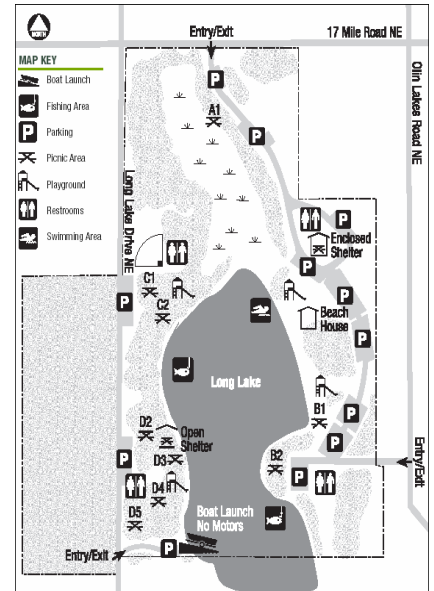 NORTH
Entry/Exit
17 Mile Road NE
MAP KEY
Boat Launch
Fishing Area
P
Parking
Picnic Area
Playground
Restrooms
Swimming Area
Olin Lakes Road NE
Long Lake Drive NE
P
A1
P
P
Enclosed
Shelter
P
P
Beach
House
P
C1
C2
P
Long Lake
B1
P
P
D2
Open
Shelter
D3
P
B2
P
Entry/Exit
D4
D5
Boat Launch
No Motors
Entry/Exit
P